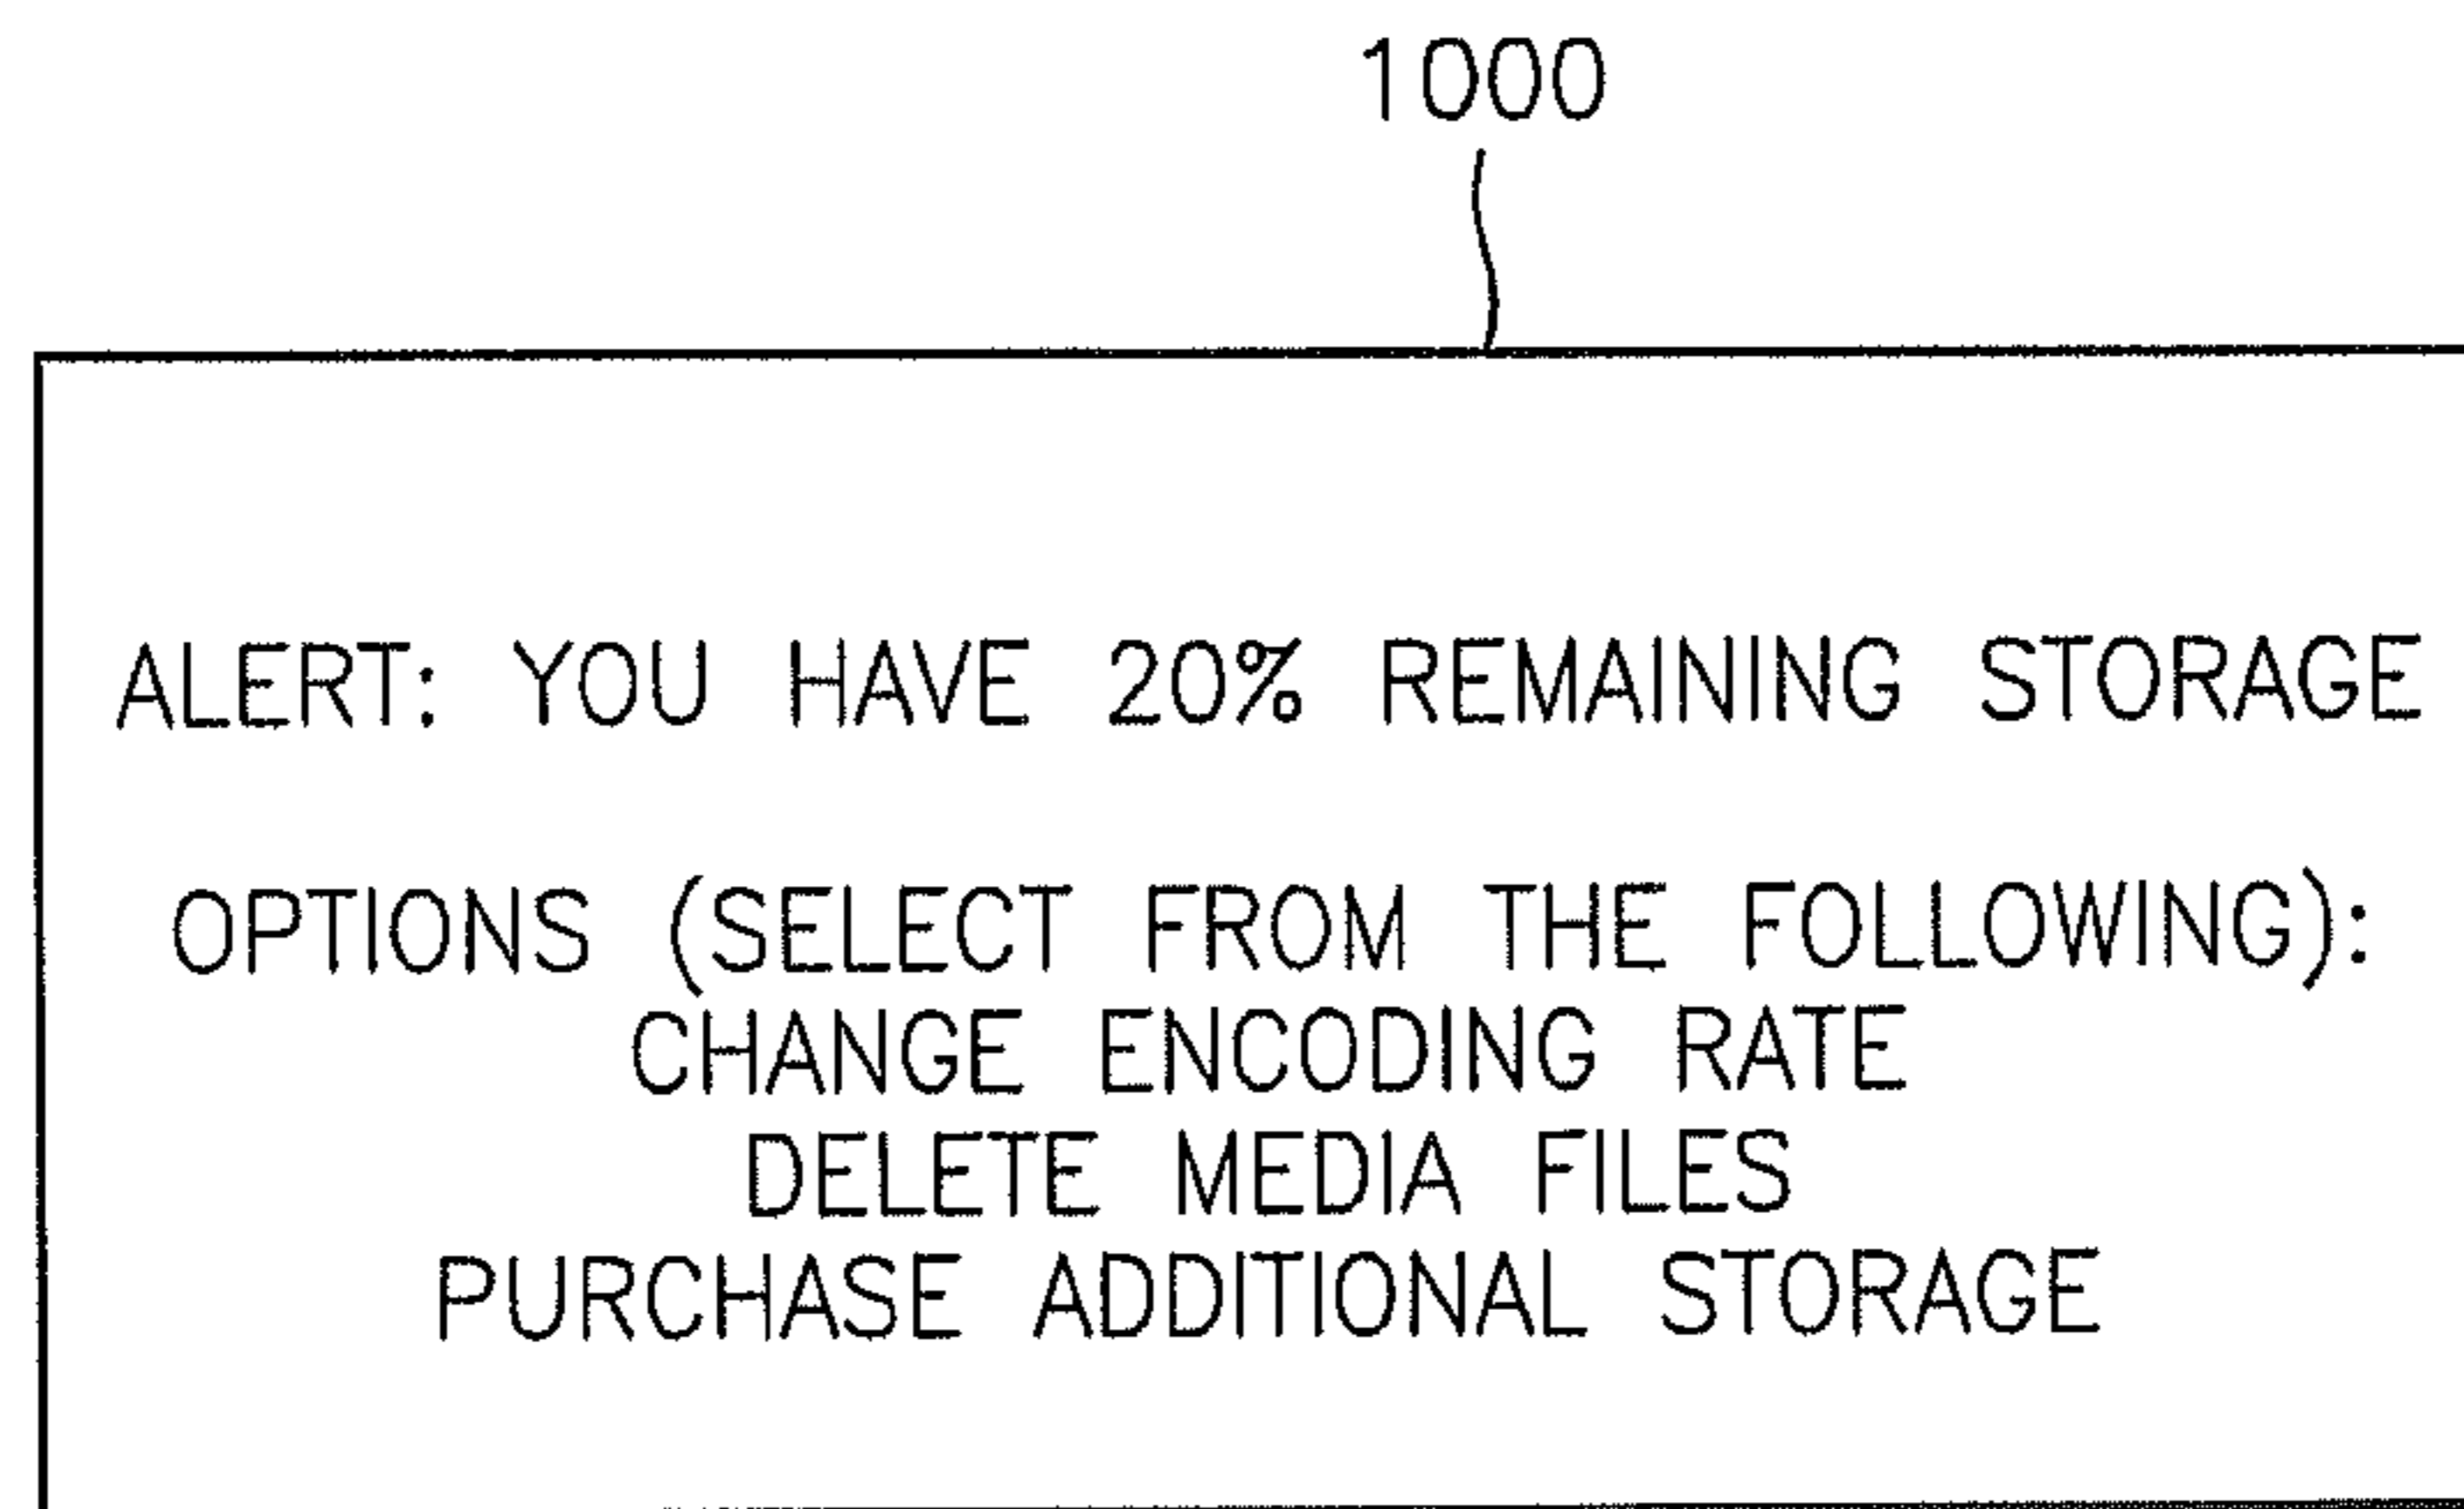 1000
ALERT: YOU HAVE 20% REMAINING STORAGE
OPTIONS (SELECT FROM THE FOLLOWING):
CHANGE ENCODING RATE
DELETE MEDIA FILES
PURCHASE ADDITIONAL STORAGE